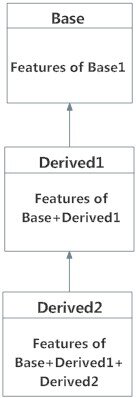 Base
Features of Base1
Derived1
Features of
Base+Derived1
Derived2
Features of
Base+Derived1+
Derived2